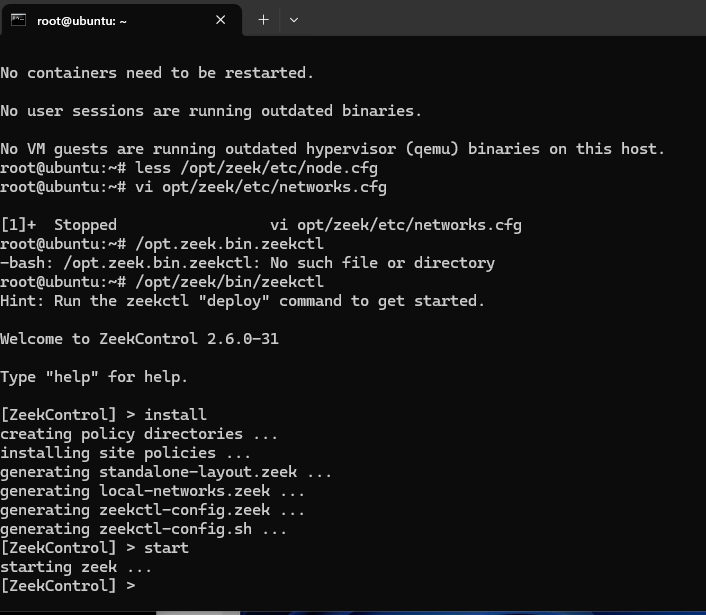 root@ubuntu: ~
No containers need to be restarted.
No user sessions are running outdated binaries.
No VM guests are running outdated hypervisor (qemu) binaries on this host.
root@ubuntu:~# less /opt/zeek/etc/node.cfg
root@ubuntu:~# vi opt/zeek/etc/networks.cfg
[1]+  Stopped                 vi opt/zeek/etc/networks.cfg
root@ubuntu:~# /opt.zeek.bin.zeekctl
-bash: /opt.zeek.bin.zeekctl: No such file or directory
root@ubuntu:~# /opt/zeek/bin/zeekctl
Hint: Run the zeekctl "deploy" command to get started.
Welcome to ZeekControl 2.6.0-31
Type "help" for help.
[ZeekControl] > install
creating policy directories ...
installing site policies ...
generating standalone-layout.zeek ...
generating local-networks.zeek ...
generating zeekctl-config.zeek ...
generating zeekctl-config.sh ...
[ZeekControl] > start
starting zeek ...
[ZeekControl] >